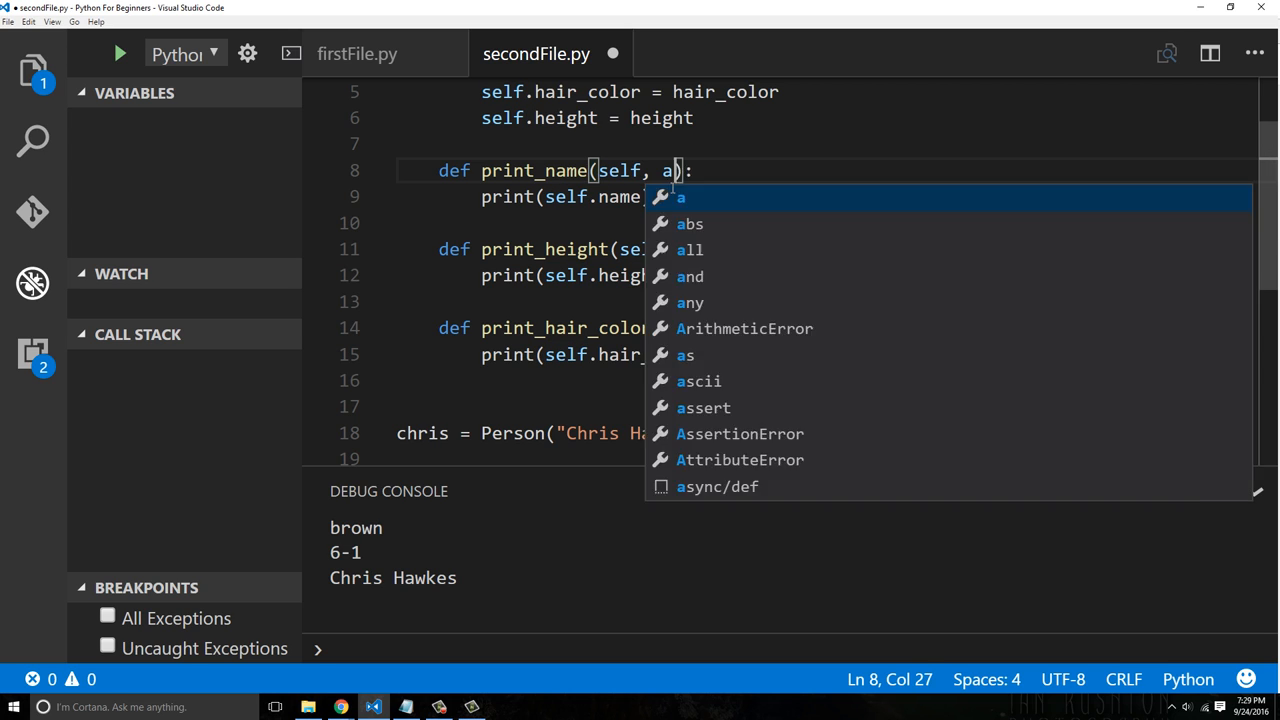 ● secondFile.py - Python For Beginners - Visual Studio Code
File Edit View Go Help
Python
firstFile.py
secondFile.py
1
VARIABLES
5 self.hair_color = hair_color
6 self.height = height
7
8 def print_name(self, a):
9 print(self.name)
a
10
abs
11 def print_height(sel
all
12 print(self.heigh
and
13
any
14 def print_hair_color
ArithmeticError
15 print(self.hair_
as
16
ascii
17
assert
18 chris = Person("Chris Ha
AssertionError
19
AttributeError
async/def
WATCH
CALL STACK
2
DEBUG CONSOLE
brown
6-1
Chris Hawkes
BREAKPOINTS
All Exceptions
Uncaught Exceptions
0 0
Ln 8, Col 27 Spaces: 4 UTF-8 CRLF Python
I'm Cortana. Ask me anything.
7:29 PM
9/24/2016